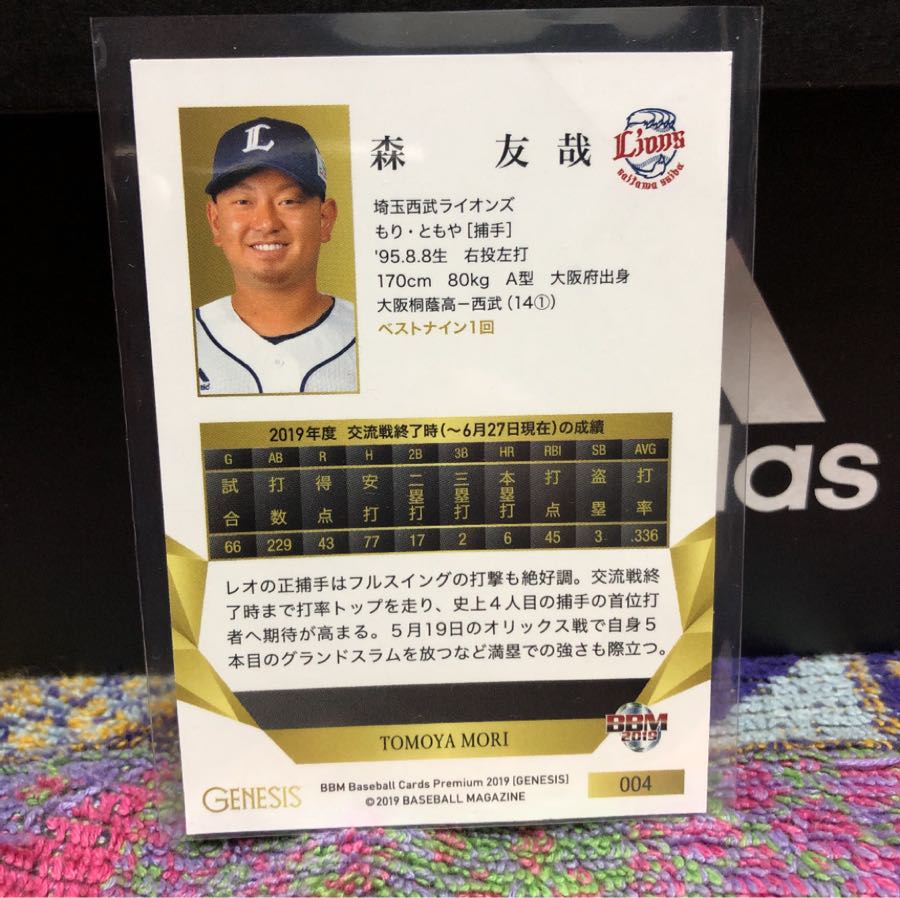 森 友哉
Lions
Saitama Seibu
L
埼玉西武ライオンズ
もり・ともや［捕手］
'95.8.8生 右投左打
170cm 80kg A型 大阪府出身
大阪桐蔭高－西武（14①）
ベストナイン1回
2019年度 交流戦終了時（～6月27日現在）の成績
G AB R H 2B 3B HR RBI SB AVG
試合 打数 得点 安打 二塁打 三塁打 本塁打 打点 盗塁 打率
66 229 43 77 17 2 6 45 3 .336
レオの正捕手はフルスイングの打撃も絶好調。交流戦終
了時まで打率トップを走り、史上４人目の捕手の首位打
者へ期待が高まる。５月19日のオリックス戦で自身５
本目のグランドスラムを放つなど満塁での強さも際立つ。
BBM
2019
TOMOYA MORI
GENESIS
BBM Baseball Cards Premium 2019 [GENESIS]
©2019 BASEBALL MAGAZINE
004